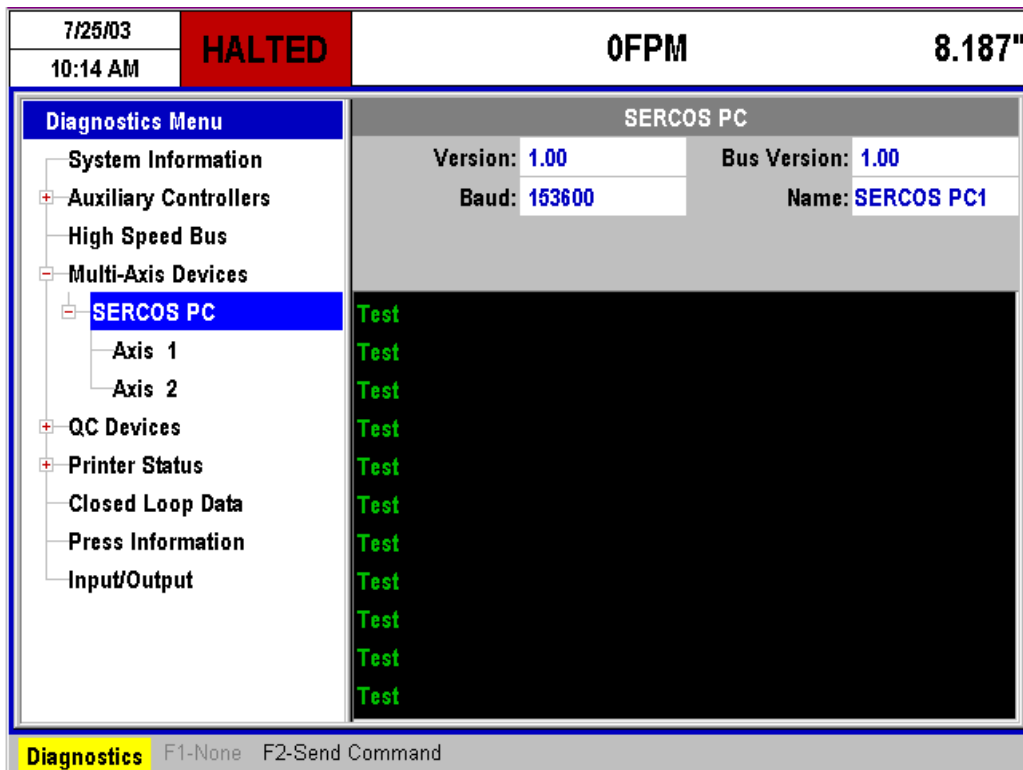 7/25/03
10:14 AM
HALTED
0FPM
8.187"
Diagnostics Menu
System Information
Auxiliary Controllers
High Speed Bus
Multi-Axis Devices
SERCOS PC
Axis 1
Axis 2
QC Devices
Printer Status
Closed Loop Data
Press Information
Input/Output
SERCOS PC
Version: 1.00 Bus Version: 1.00
Baud: 153600 Name: SERCOS PC1
Test
Test
Test
Test
Test
Test
Test
Test
Test
Test
Test
Diagnostics F1-None F2-Send Command